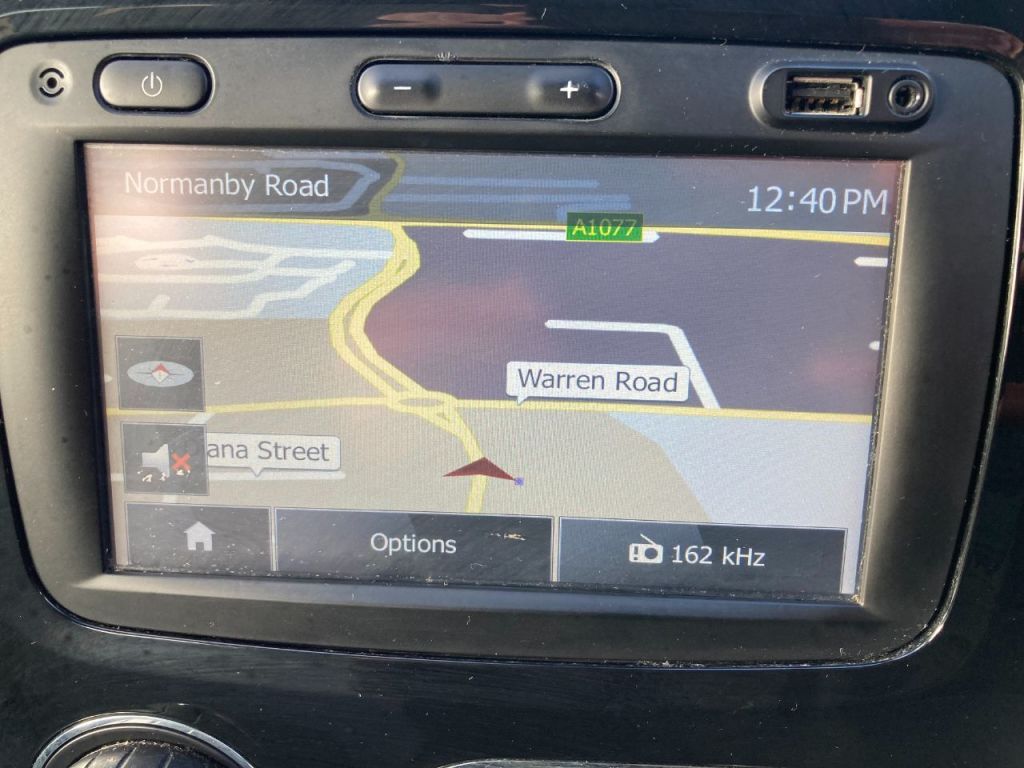 Normanby Road
12:40 PM
A1077
Warren Road
ana Street
Options
162 kHz